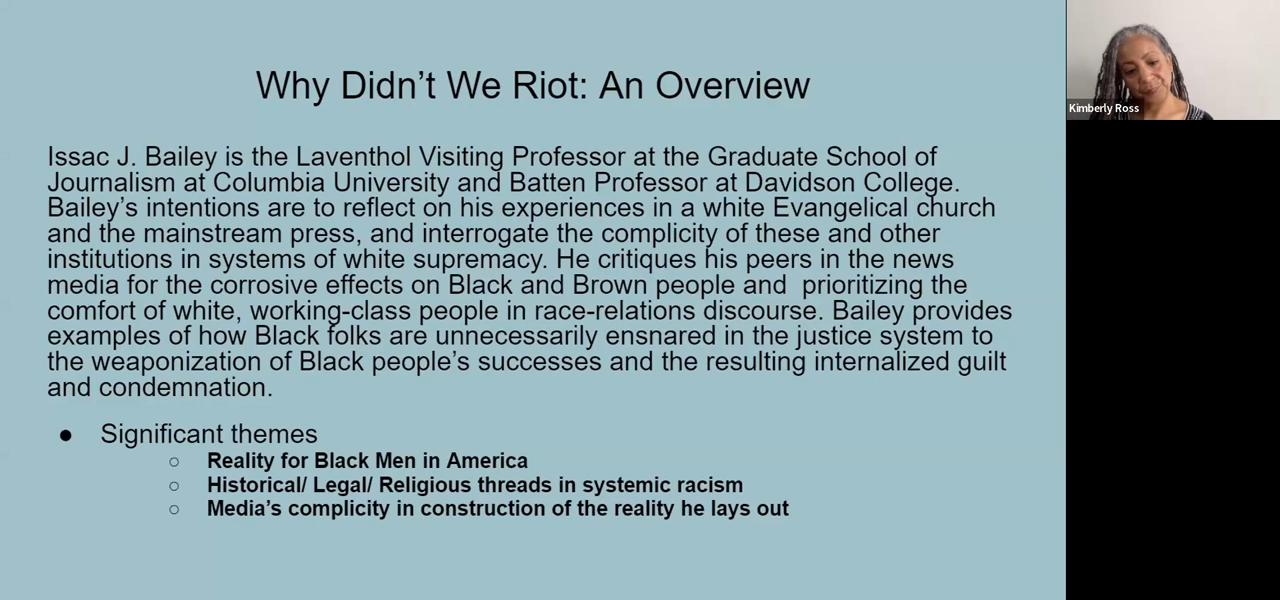 Why Didn’t We Riot: An Overview
Issac J. Bailey is the Laventhol Visiting Professor at the Graduate School of
Journalism at Columbia University and Batten Professor at Davidson College.
Bailey’s intentions are to reflect on his experiences in a white Evangelical church
and the mainstream press, and interrogate the complicity of these and other
institutions in systems of white supremacy. He critiques his peers in the news
media for the corrosive effects on Black and Brown people and  prioritizing the
comfort of white, working-class people in race-relations discourse. Bailey provides
examples of how Black folks are unnecessarily ensnared in the justice system to
the weaponization of Black people’s successes and the resulting internalized guilt
and condemnation.
● Significant themes
○ Reality for Black Men in America
○ Historical/ Legal/ Religious threads in systemic racism
○ Media’s complicity in construction of the reality he lays out
Kimberly Ross